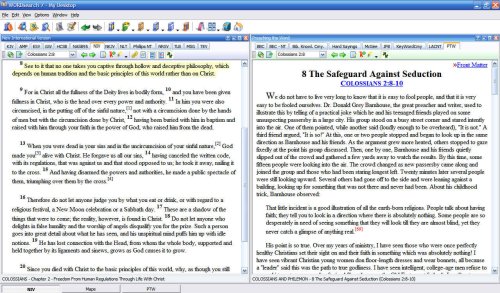 WORDsearch 7 - My Desktop
File Edit View Window Help
New International Version
KJV AMP ESV GW HCSB NASB95 NIV NLT Phillips NT NKJV TLB MSG TNIV
Colossians 2:8
8 See to it that no one takes you captive through hollow and deceptive philosophy, which
depends on human tradition and the basic principles of this world rather than on Christ.
9 For in Christ all the fullness of the Deity lives in bodily form, 10 and you have been given
fullness in Christ, who is the head over every power and authority. 11 In him you were also
circumcised, in the putting off of the sinful nature,[1] not with a circumcision done by the hands
of men but with the circumcision done by Christ, 12 having been buried with him in baptism and
raised with him through your faith in the power of God, who raised him from the dead.
13 When you were dead in your sins and in the uncircumcision of your sinful nature,[2] God
made you[3] alive with Christ. He forgave us all our sins, 14 having canceled the written code,
with its regulations, that was against us and that stood opposed to us; he took it away, nailing it
to the cross. 15 And having disarmed the powers and authorities, he made a public spectacle of
them, triumphing over them by the cross.[4]
16 Therefore do not let anyone judge you by what you eat or drink, or with regard to a
religious festival, a New Moon celebration or a Sabbath day. 17 These are a shadow of the
things that were to come; the reality, however, is found in Christ. 18 Do not let anyone who
delights in false humility and the worship of angels disqualify you for the prize. Such a person
goes into great detail about what he has seen, and his unspiritual mind puffs him up with idle
notions. 19 He has lost connection with the Head, from whom the whole body, supported and
held together by its ligaments and sinews, grows as God causes it to grow.
20 Since you died with Christ to the basic principles of this world, why, as though you still
COLOSSIANS - Chapter 2 - Freedom From Human Regulations Through Life With Christ
NIV Maps PTW
Preaching the Word
BBC BBC - NT Bib. Knowl. Cmy. Hard Sayings McGee JFB KeyWordCmy LACNT PTW
Colossians 2:8
»Front Matter
8 The Safeguard Against Seduction
COLOSSIANS 2:8-10
We do not have to live very long to know that it is easy to fool people, and that it is very
easy to be fooled ourselves. Dr. Donald Grey Barnhouse, the great preacher and writer, used to
illustrate this by telling of a practical joke which he and his teenaged friends played on some
unsuspecting passersby in a large city. His group stood on a busy street corner and stared intently
into the air. One of them pointed, while another said (loudly enough to be overheard), "It is not." A
third friend argued, "It is so!" At this, one or two people stopped and began to look up in the same
direction as Barnhouse and his friends. As the argument grew more heated, others stopped to gaze
fixedly at the point his group discussed. Then, one by one, Barnhouse and his friends quietly
slipped out of the crowd and gathered a few yards away to watch the results. By this time, some
fifteen people were looking into the air. The crowd changed as new passersby came along and
joined the group and those who had been staring longest left. Twenty minutes later several people
were still looking upward. Several others had gone off to the side and were leaning against a
building, looking up for something that was not there and never had been. About his childhood
trick, Barnhouse observed:
That little incident is a good illustration of all the earth-born religions. People talk about having
faith; they tell you to look in a direction where there is absolutely nothing. Some people are so
desperately in need of seeing something that they will look till they are almost blind, yet they
never catch a glimpse of anything real.
His point is so true. Over my years of ministry, I have seen those who were once perfectly
healthy Christians set their sight on and their faith in something which was absolutely nothing! I
have seen vibrant Christian young women don floor-length dresses and wear bonnets, all because
a "leader" said this was the path to true godliness. I have seen intelligent, college-age men refuse to
COLOSSIANS AND PHILEMON - 8 The Safeguard Against Seduction - COLOSSIANS 2:8-10